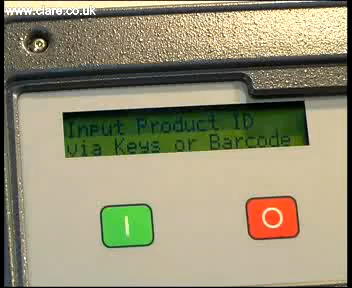 www.clare.co.uk
Input Product ID
via Keys or Barcode
I O